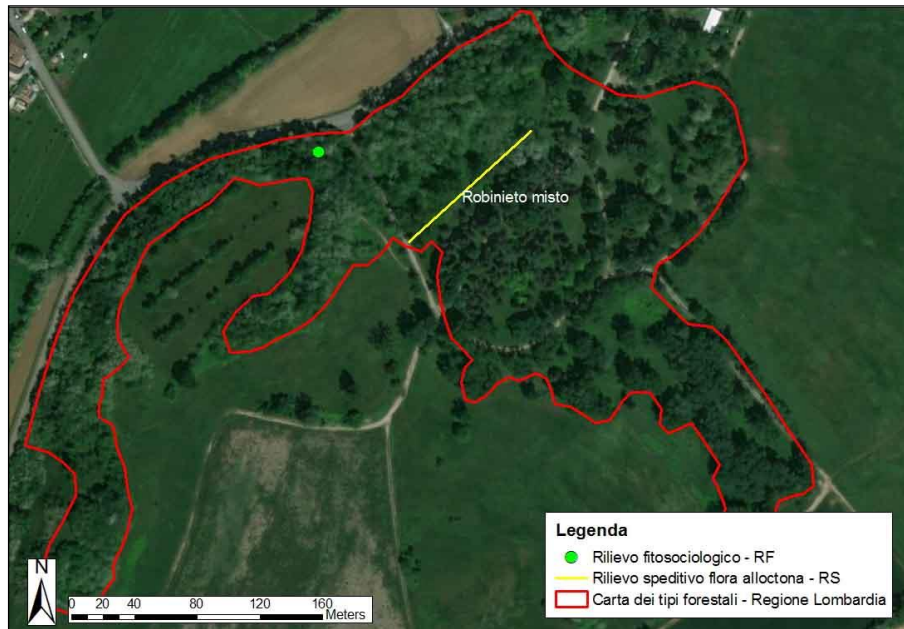 Robinieto misto
Legenda
Rilievo fitosociologico - RF
Rilievo speditivo flora alloctona - RS
Carta dei tipi forestali - Regione Lombardia
N
0 20 40 80 120 160
Meters